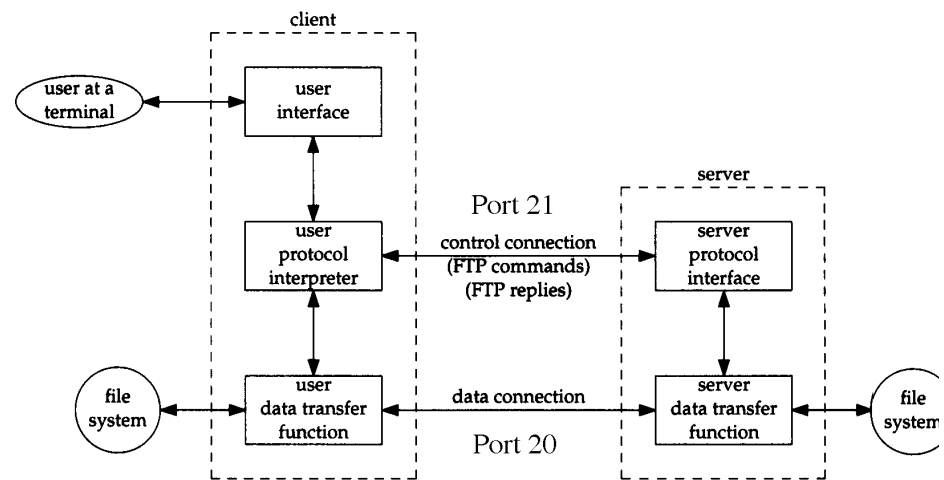 client
user at a
terminal
user
interface
server
Port 21
user
protocol
interpreter
control connection
(FTP commands)
(FTP replies)
server
protocol
interface
file
system
user
data transfer
function
data connection
Port 20
server
data transfer
function
file
system